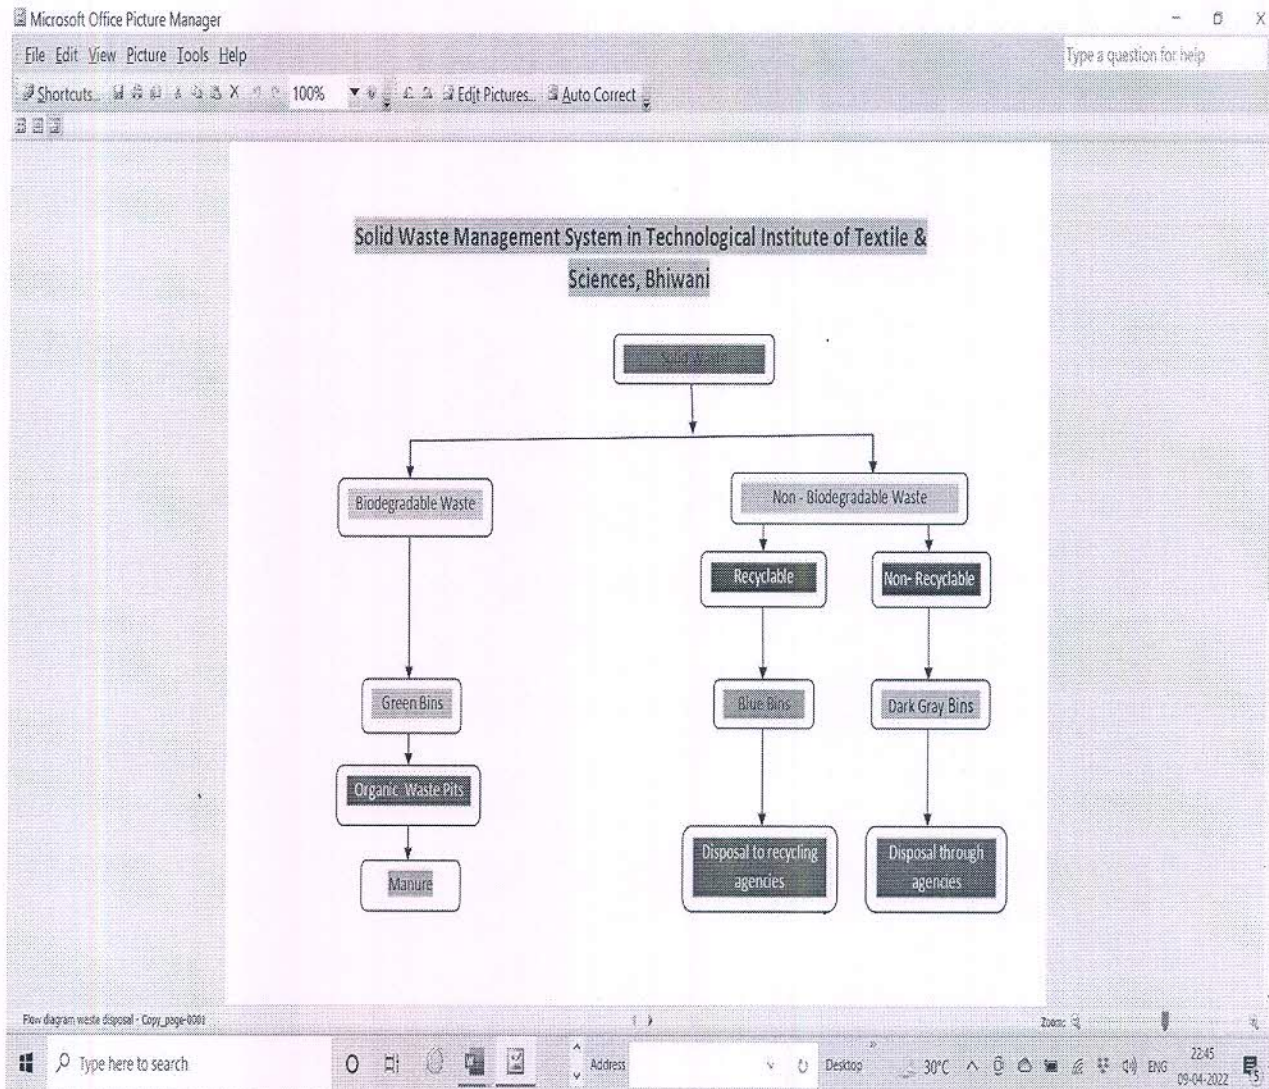 Microsoft Office Picture Manager
File Edit View Picture Tools Help
Type a question for help
Shortcuts... 100% Edit Pictures... Auto Correct
Solid Waste Management System in Technological Institute of Textile &
Sciences, Bhiwani
Solid Waste
Biodegradable Waste
Non - Biodegradable Waste
Recyclable
Non- Recyclable
Green Bins
Blue Bins
Dark Gray Bins
Organic Waste Pits
Disposal to recycling
agencies
Disposal through
agencies
Manure
Flow diagram weste disposal - Copy_page-0001
Zoom:
Type here to search
Address
Desktop
30°C
ENG
22:45
09-04-2022
5